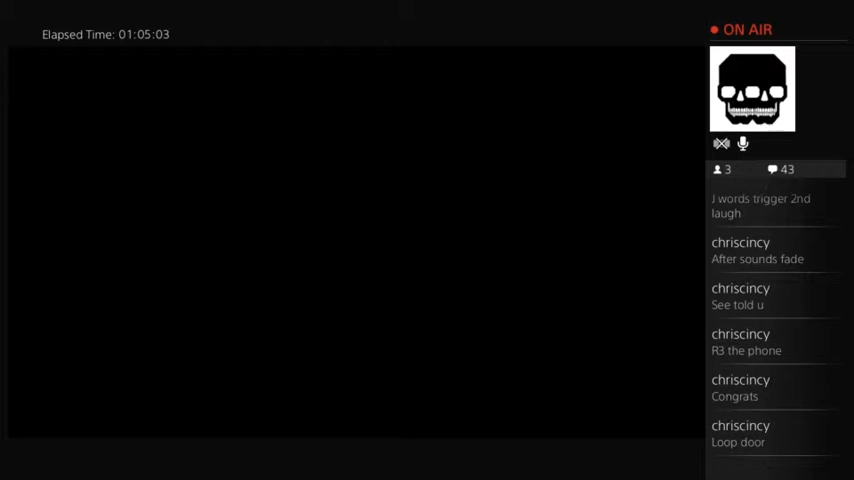 Elapsed Time: 01:05:03
ON AIR
3 43
J words trigger 2nd
laugh
chriscincy
After sounds fade
chriscincy
See told u
chriscincy
R3 the phone
chriscincy
Congrats
chriscincy
Loop door